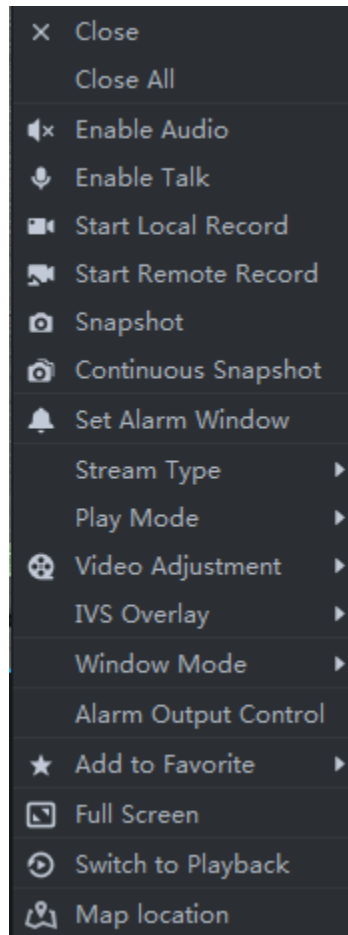 Close
Close All
Enable Audio
Enable Talk
Start Local Record
Start Remote Record
Snapshot
Continuous Snapshot
Set Alarm Window
Stream Type
Play Mode
Video Adjustment
IVS Overlay
Window Mode
Alarm Output Control
Add to Favorite
Full Screen
Switch to Playback
Map location